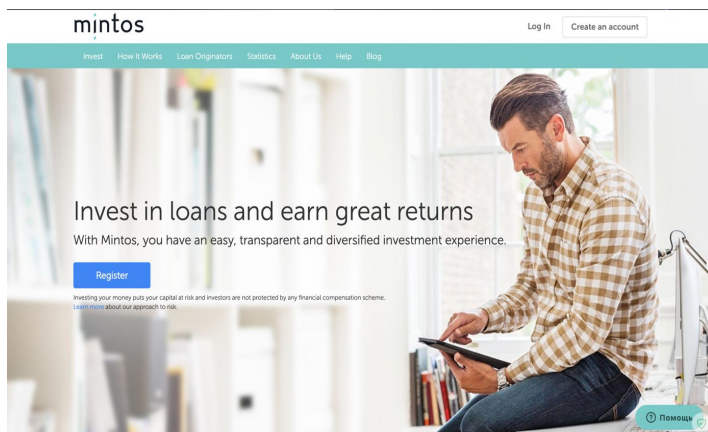 mintos
Log In
Create an account
Invest How It Works Loan Originators Statistics About Us Help Blog
Invest in loans and earn great returns
With Mintos, you have an easy, transparent and diversified investment experience.
Register
Investing your money puts your capital at risk and investors are not protected by any financial compensation scheme.
Learn more about our approach to risk.
Помощь